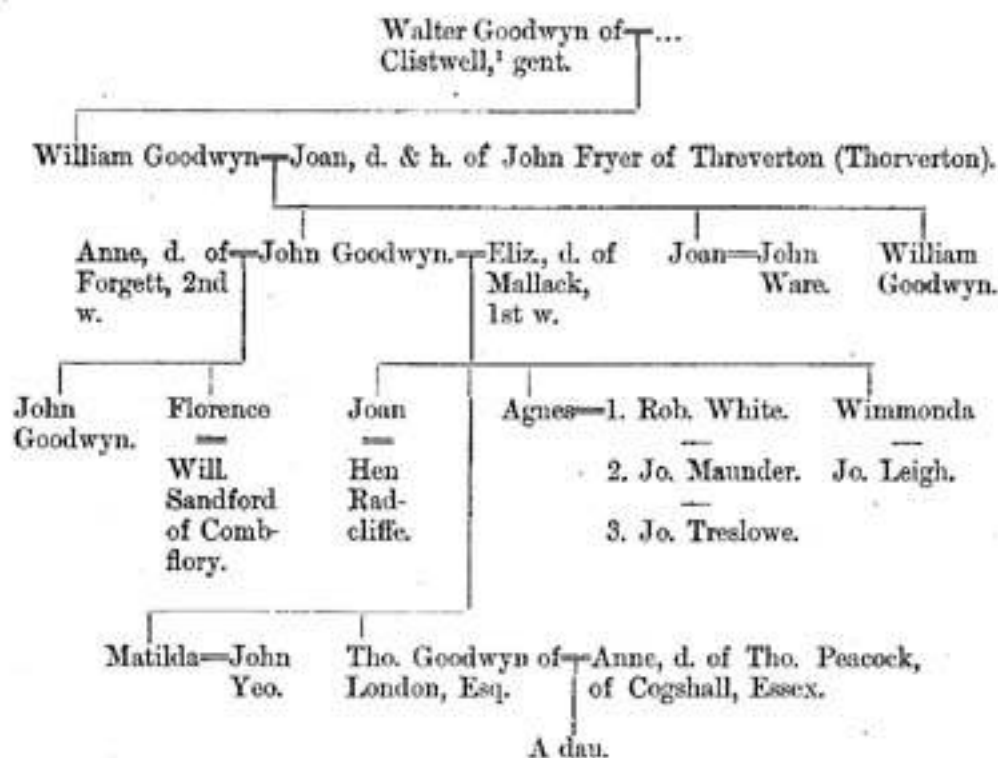 Walter Goodwyn of = ...
Clistwell,¹ gent.
William Goodwyn = Joan, d. & h. of John Fryer of Threverton (Thorverton).
Anne, d. of
Forgett, 2nd
w.
= John Goodwyn. =
Eliz., d. of
Mallack,
1st w.
Joan = John
Ware.
William
Goodwyn.
John
Goodwyn.
Florence
=
Will.
Sandford
of Comb-
flory.
Joan
=
Hen
Rad-
cliffe.
Agnes = 1. Rob. White.
2. Jo. Maunder.
3. Jo. Treslowe.
Wimmonda
Jo. Leigh.
Matilda = John
Yeo.
Tho. Goodwyn of
London, Esq.
= Anne, d. of Tho. Peacock,
of Cogshall, Essex.
A dau.